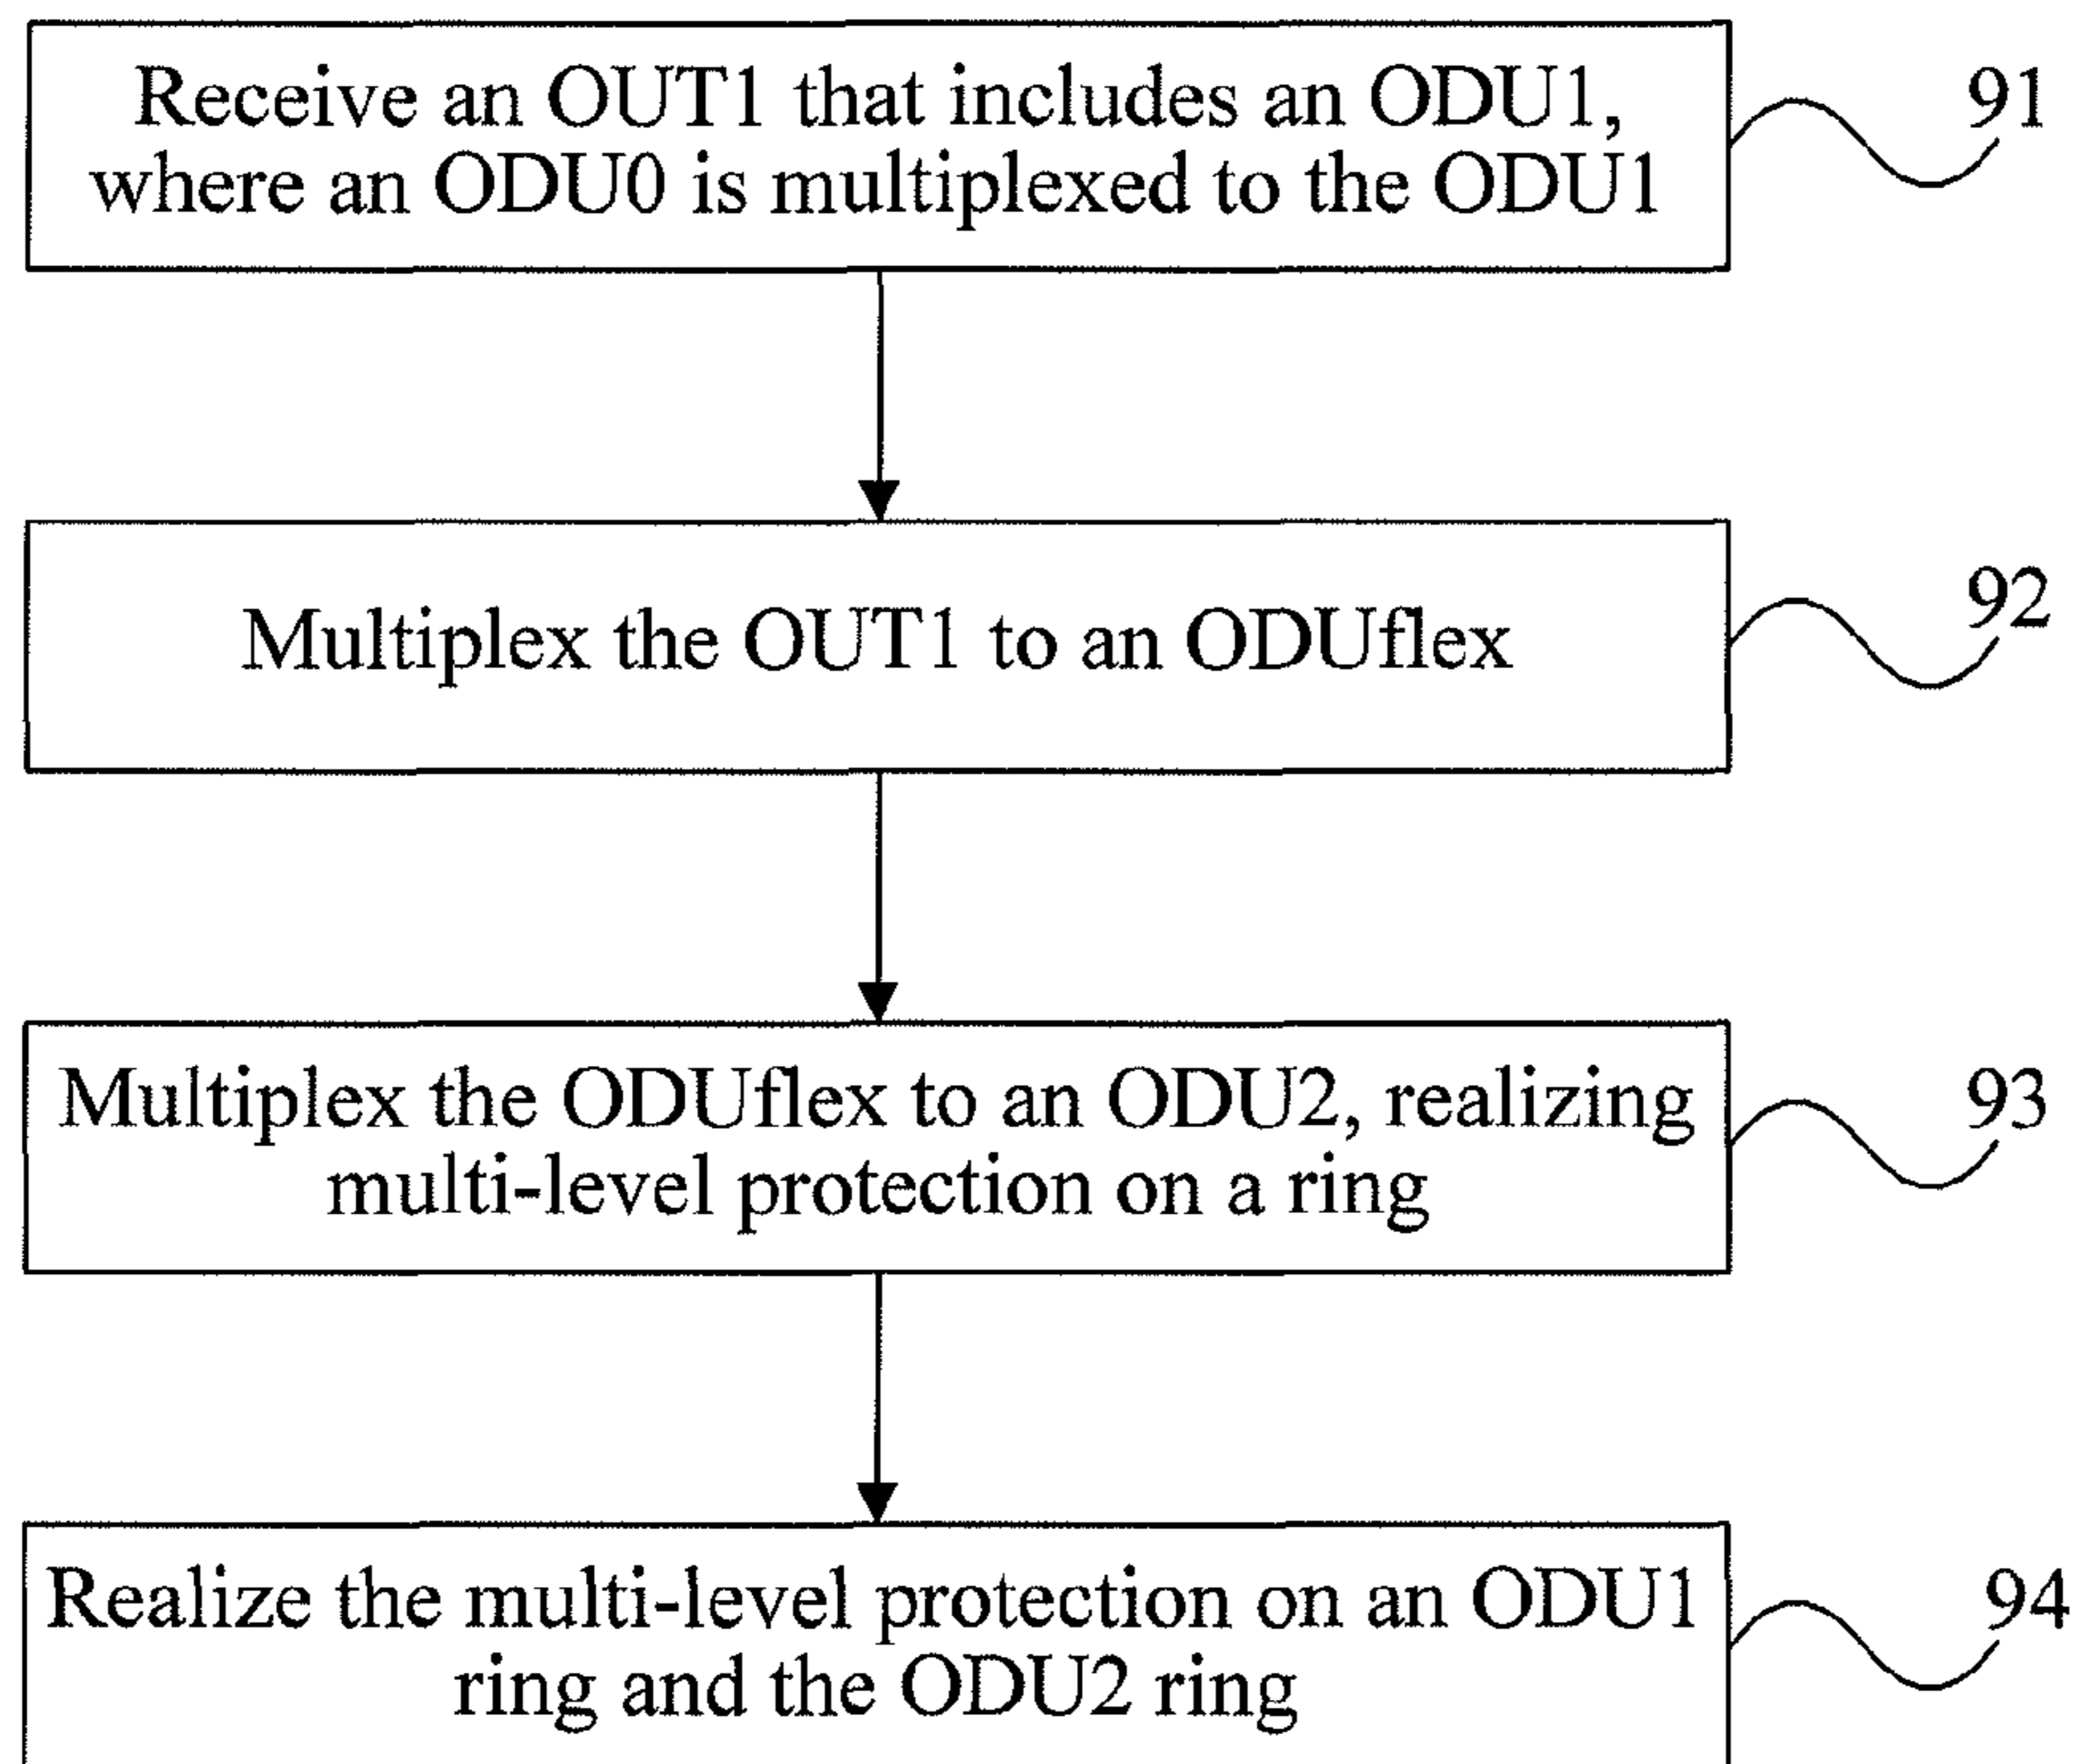 Receive an OUT1 that includes an ODU1,
where an ODU0 is multiplexed to the ODU1
91
Multiplex the OUT1 to an ODUflex
92
Multiplex the ODUflex to an ODU2, realizing
multi-level protection on a ring
93
Realize the multi-level protection on an ODU1
ring and the ODU2 ring
94